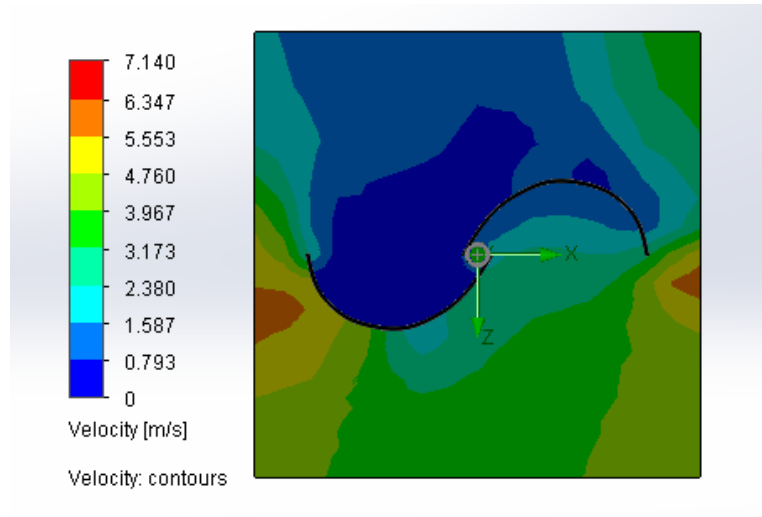 7.140
6.347
5.553
4.760
3.967
3.173
2.380
1.587
0.793
0
Velocity [m/s]
Velocity: contours
X
Z